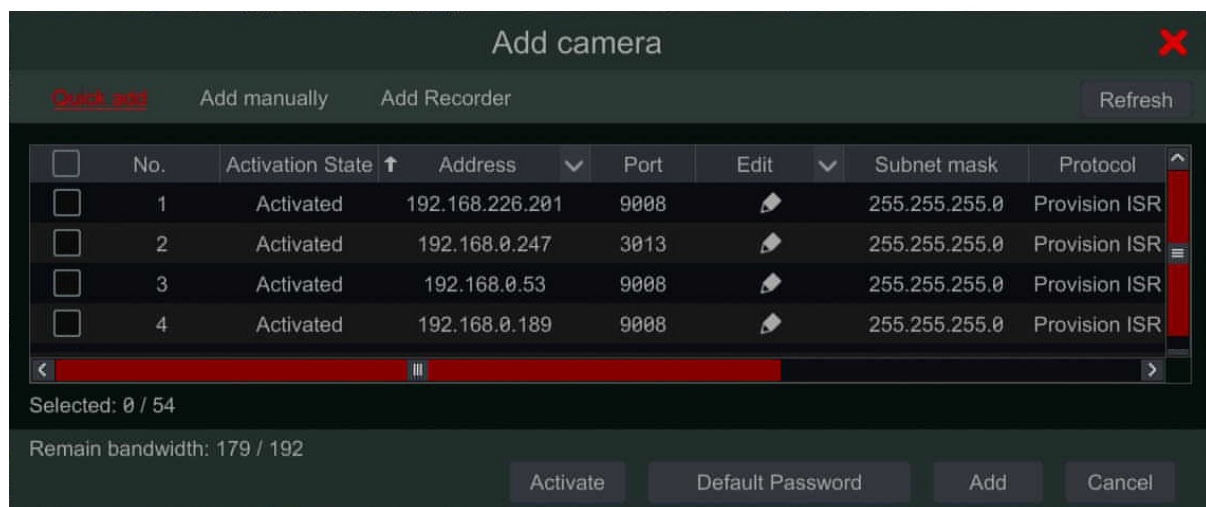 Add camera
Quick add Add manually Add Recorder Refresh
No. Activation State Address Port Edit Subnet mask Protocol
1 Activated 192.168.226.201 9008 255.255.255.0 Provision ISR
2 Activated 192.168.0.247 3013 255.255.255.0 Provision ISR
3 Activated 192.168.0.53 9008 255.255.255.0 Provision ISR
4 Activated 192.168.0.189 9008 255.255.255.0 Provision ISR
Selected: 0 / 54
Remain bandwidth: 179 / 192
Activate Default Password Add Cancel